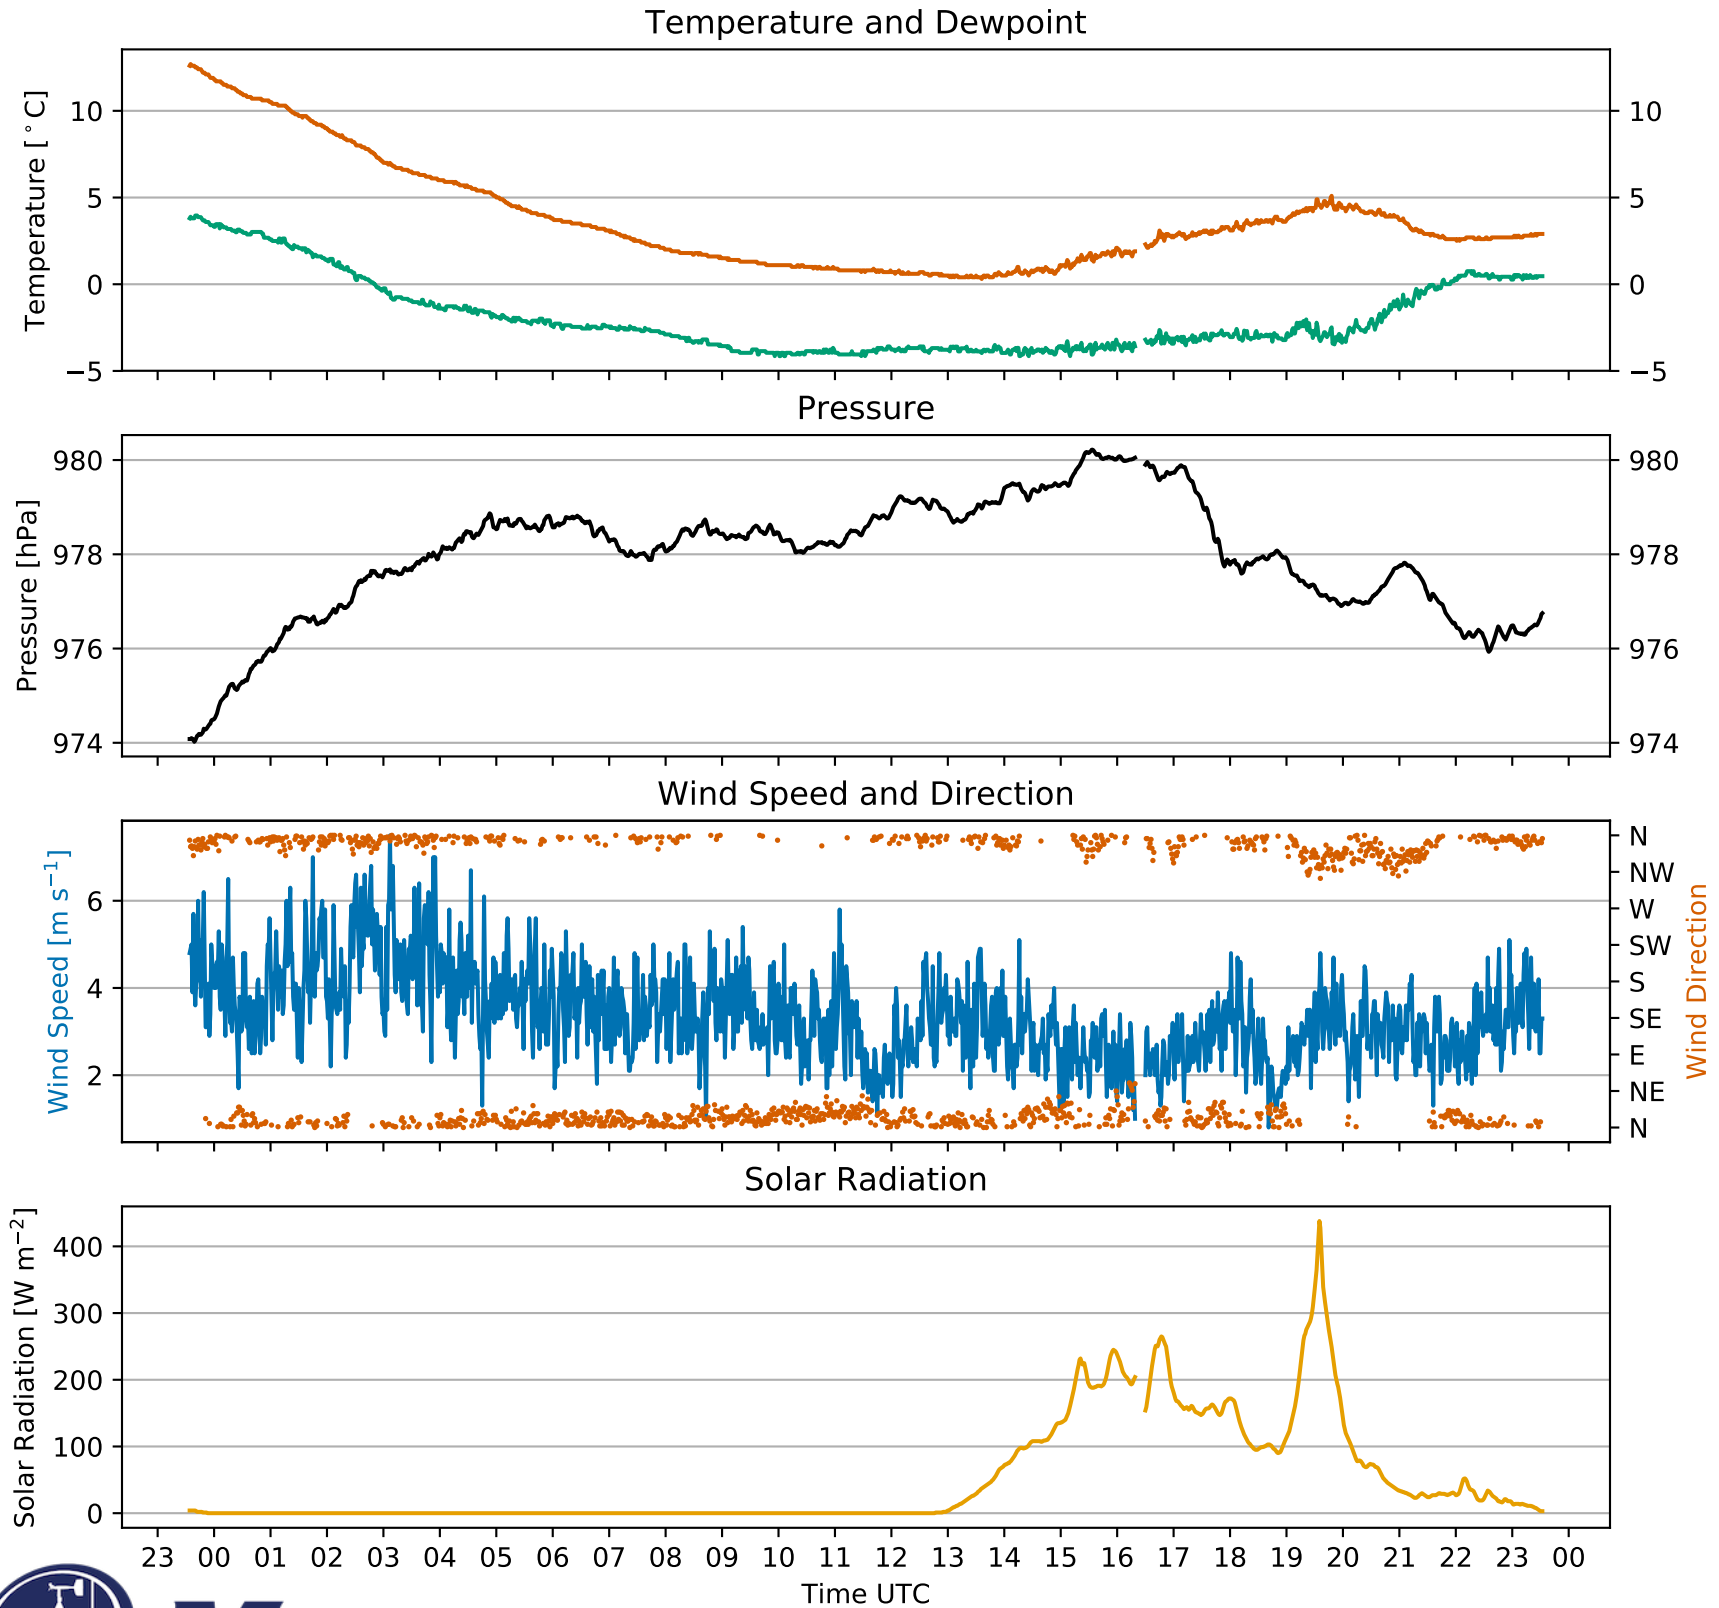 Temperature and Dewpoint
Temperature [°C]
10
5
0
−5
10
5
0
−5
Pressure
Pressure [hPa]
980
978
976
974
980
978
976
974
Wind Speed and Direction
Wind Speed [m s⁻¹]
6
4
2
N
NW
W
SW
S
SE
E
NE
N
Wind Direction
Solar Radiation
Solar Radiation [W m⁻²]
400
300
200
100
0
23 00 01 02 03 04 05 06 07 08 09 10 11 12 13 14 15 16 17 18 19 20 21 22 23 00
Time UTC